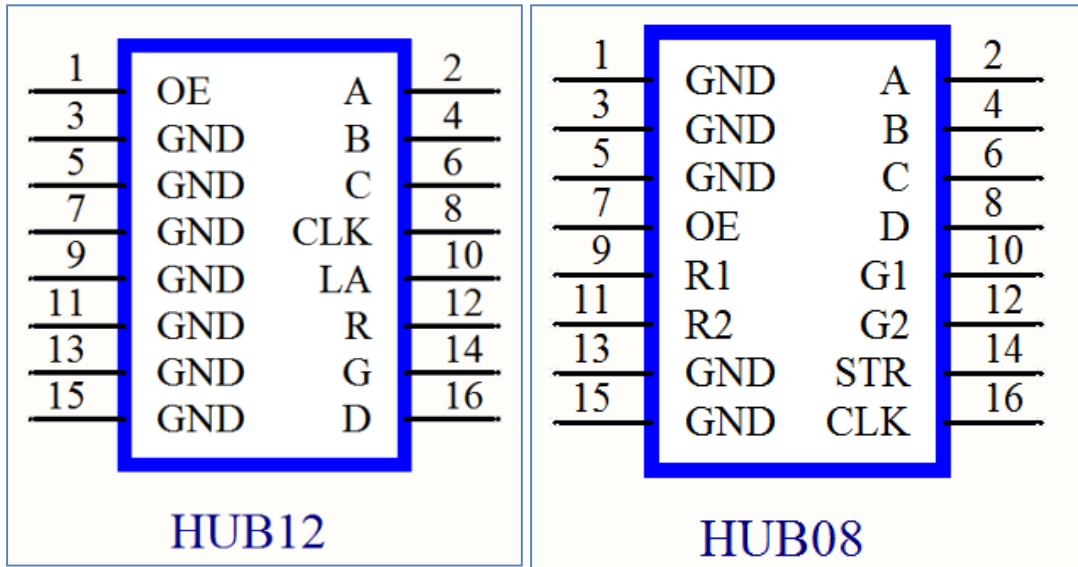 1 OE A 2
3 GND B 4
5 GND C 6
7 GND CLK 8
9 GND LA 10
11 GND R 12
13 GND G 14
15 GND D 16
HUB12
1 GND A 2
3 GND B 4
5 GND C 6
7 OE D 8
9 R1 G1 10
11 R2 G2 12
13 GND STR 14
15 GND CLK 16
HUB08